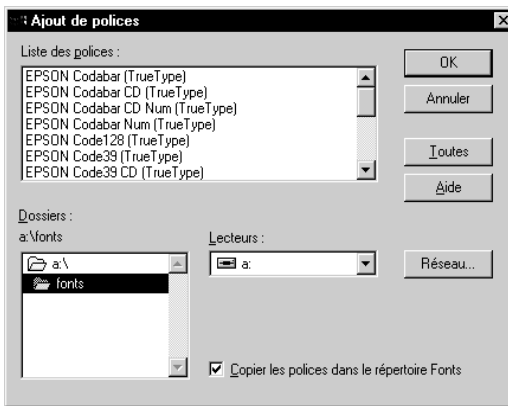 Ajout de polices
Liste des polices :
EPSON Codabar (TrueType)
EPSON Codabar CD (TrueType)
EPSON Codabar CD Num (TrueType)
EPSON Codabar Num (TrueType)
EPSON Code128 (TrueType)
EPSON Code39 (TrueType)
EPSON Code39 CD (TrueType)
OK
Annuler
Toutes
Aide
Dossiers :
a:\fonts
a:\
fonts
Lecteurs :
a:
Réseau...
Copier les polices dans le répertoire Fonts